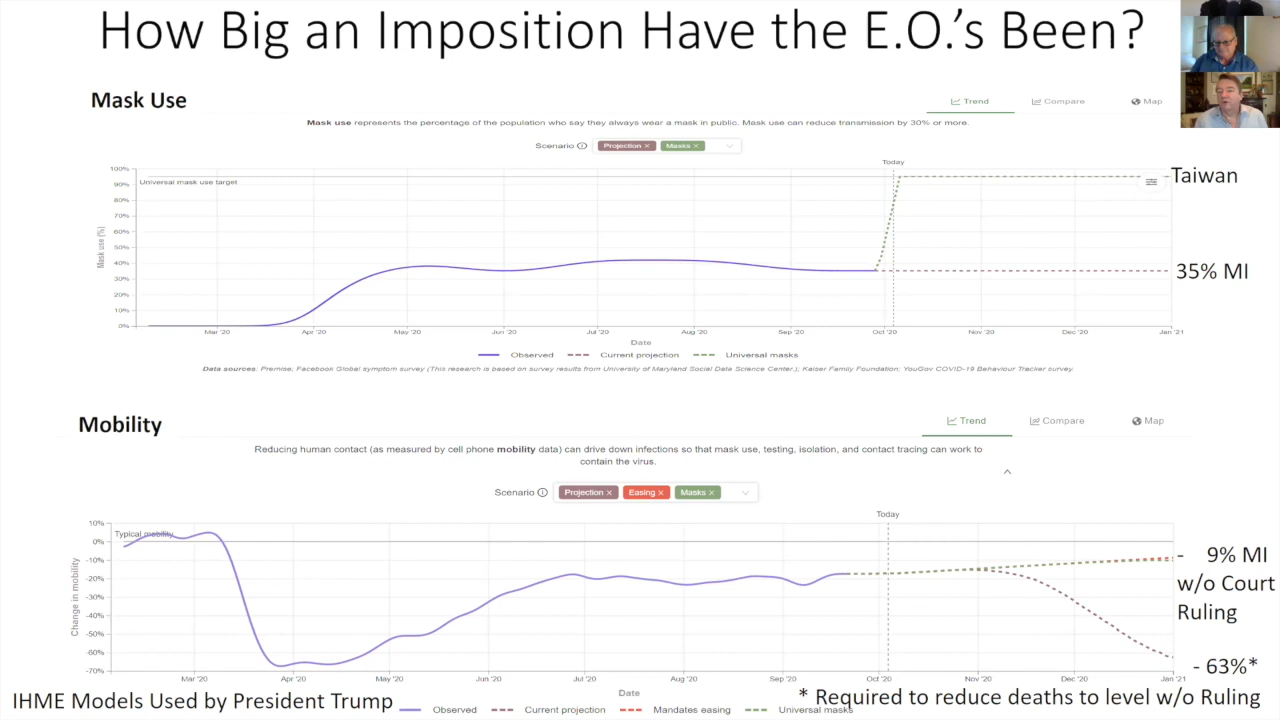 How Big an Imposition Have the E.O.'s Been?
Mask Use
Trend Compare Map
Mask use represents the percentage of the population who say they always wear a mask in public. Mask use can reduce transmission by 30% or more.
Scenario Projection × Masks ×
Today
100%
Universal mask use target
90%
80%
70%
60%
50%
40%
30%
20%
10%
0%
Mask use (%)
Taiwan
35% MI
Mar '20 Apr '20 May '20 Jun '20 Jul '20 Aug '20 Sep '20 Oct '20 Nov '20 Dec '20 Jan '21
Date
Observed Current projection Universal masks
Data sources: Premise; Facebook Global symptom survey (This research is based on survey results from University of Maryland Social Data Science Center.); Kaiser Family Foundation; YouGov COVID-19 Behaviour Tracker survey.
Mobility
Trend Compare Map
Reducing human contact (as measured by cell phone mobility data) can drive down infections so that mask use, testing, isolation, and contact tracing can work to
contain the virus.
Scenario Projection × Easing × Masks ×
Today
10%
Typical mobility
0%
-10%
-20%
-30%
-40%
-50%
-60%
-70%
Change in mobility
- 9% MI
w/o Court
Ruling
- 63%*
Mar '20 Apr '20 May '20 Jun '20 Jul '20 Aug '20 Sep '20 Oct '20 Nov '20 Dec '20 Jan '21
Date
Observed Current projection Mandates easing Universal masks
IHME Models Used by President Trump
* Required to reduce deaths to level w/o Ruling